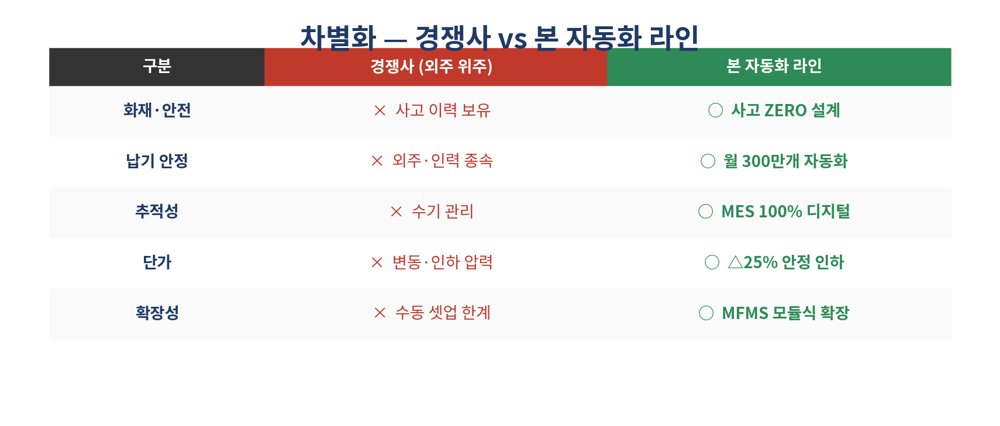 차별화 — 경쟁사 vs 본 자동화 라인
구분 경쟁사 (외주 위주) 본 자동화 라인
화재·안전 × 사고 이력 보유 ○ 사고 ZERO 설계
납기 안정 × 외주·인력 종속 ○ 월 300만개 자동화
추적성 × 수기 관리 ○ MES 100% 디지털
단가 × 변동·인하 압력 ○ △25% 안정 인하
확장성 × 수동 셋업 한계 ○ MFMS 모듈식 확장